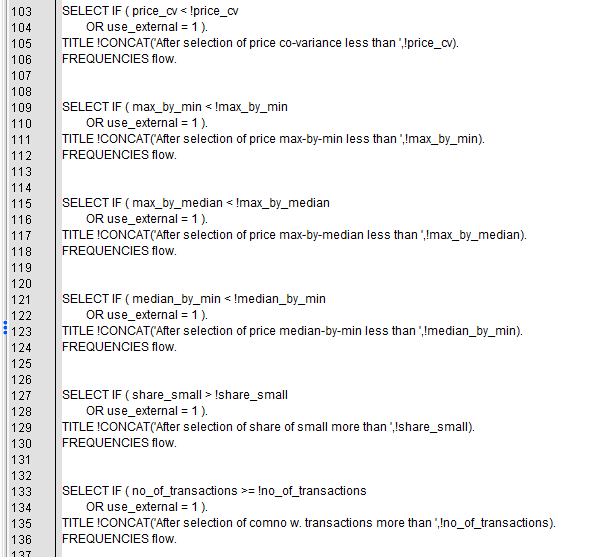 103 SELECT IF ( price_cv < !price_cv
104 OR use_external = 1 ).
105 TITLE !CONCAT('After selection of price co-variance less than ',!price_cv).
106 FREQUENCIES flow.
107
108
109 SELECT IF ( max_by_min < !max_by_min
110 OR use_external = 1 ).
111 TITLE !CONCAT('After selection of price max-by-min less than ',!max_by_min).
112 FREQUENCIES flow.
113
114
115 SELECT IF ( max_by_median < !max_by_median
116 OR use_external = 1 ).
117 TITLE !CONCAT('After selection of price max-by-median less than ',!max_by_median).
118 FREQUENCIES flow.
119
120
121 SELECT IF ( median_by_min < !median_by_min
122 OR use_external = 1 ).
123 TITLE !CONCAT('After selection of price median-by-min less than ',!median_by_min).
124 FREQUENCIES flow.
125
126
127 SELECT IF ( share_small > !share_small
128 OR use_external = 1 ).
129 TITLE !CONCAT('After selection of share of small more than ',!share_small).
130 FREQUENCIES flow.
131
132
133 SELECT IF ( no_of_transactions >= !no_of_transactions
134 OR use_external = 1 ).
135 TITLE !CONCAT('After selection of comno w. transactions more than ',!no_of_transactions).
136 FREQUENCIES flow.
137